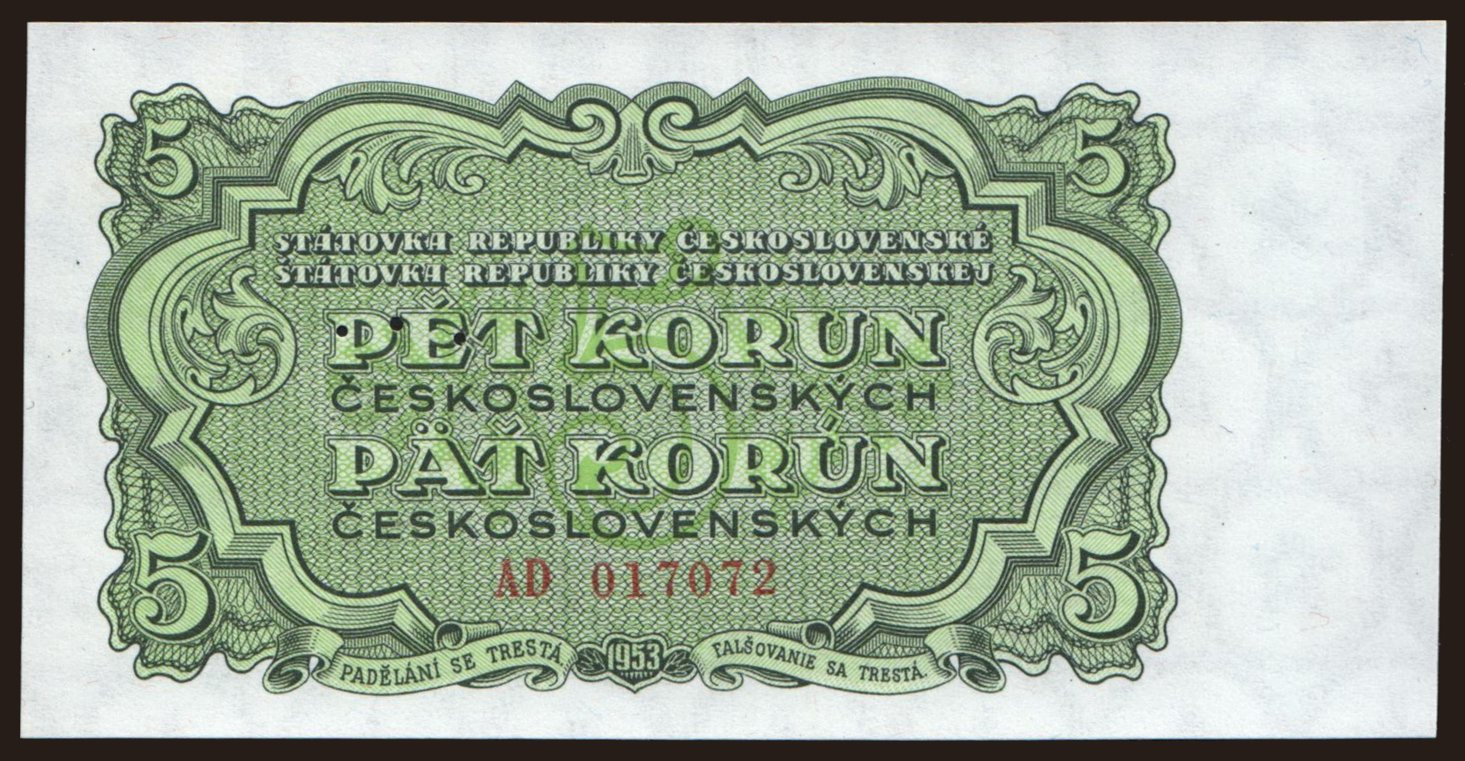 5 5
STÁTOVKA REPUBLIKY ČESKOSLOVENSKÉ
ŠTÁTOVKA REPUBLIKY ČESKOSLOVENSKEJ
PĚT KORUN
ČESKOSLOVENSKÝCH
PÄŤ KORÚN
ČESKOSLOVENSKÝCH
AD 017072
5 5
PADĚLÁNÍ SE TRESTÁ 1953 FALŠOVANIE SA TRESTÁ.